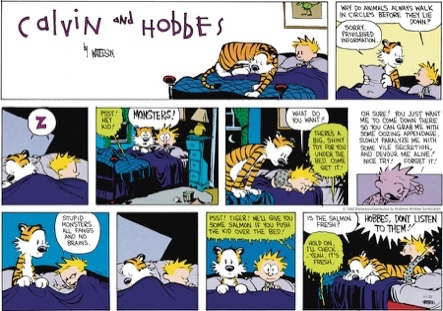 Calvin and HobbEs
by WATERSON
WHY DO ANIMALS ALWAYS WALK
IN CIRCLES BEFORE THEY LIE
DOWN?
SORRY,
PRIVILEGED
INFORMATION.
Z
PSST!
HEY
KID!
MONSTERS!
WHAT DO
YOU WANT?
THERE'S A
BIG, SHINY
TOY FOR YOU
UNDER THE
BED. COME
GET IT!
OH SURE! YOU JUST WANT
ME TO COME DOWN THERE
SO YOU CAN GRAB ME WITH
SOME OOZING APPENDAGE,
SLOWLY PARALYZE ME WITH
SOME VILE SECRETION,
AND DEVOUR ME ALIVE!
NICE TRY! FORGET IT!
STUPID
MONSTERS.
ALL FANGS
AND NO
BRAINS.
PSST! TIGER! WE'LL GIVE YOU
SOME SALMON IF YOU PUSH
THE KID OVER THE BED!
IS THE SALMON
FRESH?
HOBBES, DON'T LISTEN
TO THEM!
HOLD ON,
I'LL CHECK.
...YEAH, IT'S
FRESH.